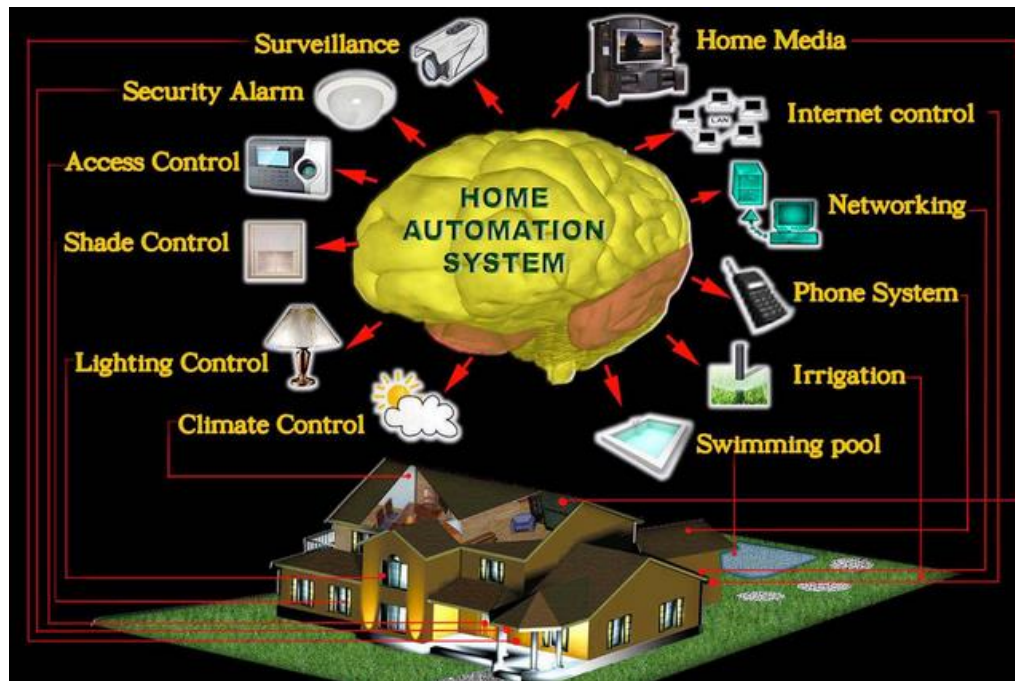 Surveillance
Home Media
Security Alarm
Internet control
LAN
Access Control
HOME
AUTOMATION
SYSTEM
Networking
Shade Control
Phone System
Lighting Control
Irrigation
Climate Control
Swimming pool